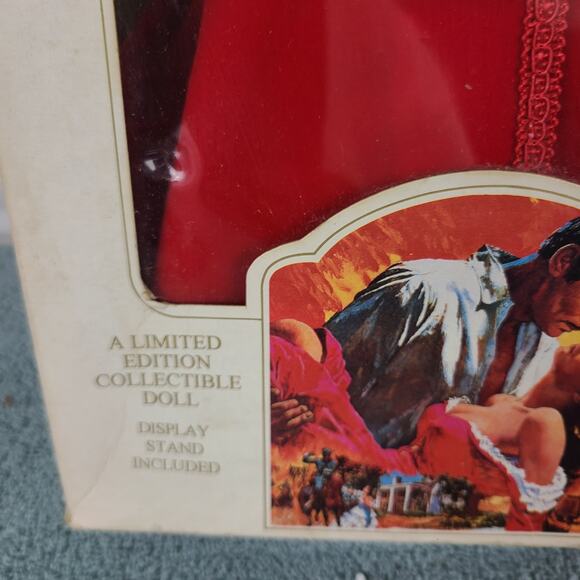 A LIMITED
EDITION
COLLECTIBLE
DOLL
DISPLAY
STAND
INCLUDED